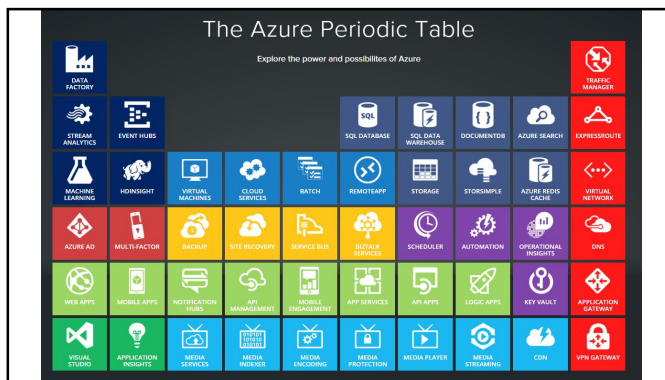 The Azure Periodic Table
Explore the power and possibilites of Azure
DATA
FACTORY
TRAFFIC
MANAGER
STREAM
ANALYTICS
EVENT HUBS
SQL
SQL DATABASE
SQL DATA
WAREHOUSE
{ }
DOCUMENTDB
AZURE SEARCH
EXPRESSROUTE
MACHINE
LEARNING
HDINSIGHT
VIRTUAL
MACHINES
CLOUD
SERVICES
BATCH
REMOTEAPP
STORAGE
STORSIMPLE
AZURE REDIS
CACHE
VIRTUAL
NETWORK
AZURE AD
MULTI-FACTOR
BACKUP
SITE RECOVERY
SERVICE BUS
BIZTALK
SERVICES
SCHEDULER
AUTOMATION
OPERATIONAL
INSIGHTS
DNS
WEB APPS
MOBILE APPS
NOTIFICATION
HUBS
API
MANAGEMENT
MOBILE
ENGAGEMENT
APP SERVICES
API APPS
LOGIC APPS
KEY VAULT
APPLICATION
GATEWAY
VISUAL
STUDIO
APPLICATION
INSIGHTS
MEDIA
SERVICES
010101
101010
010101
MEDIA
INDEXER
MEDIA
ENCODING
MEDIA
PROTECTION
MEDIA PLAYER
MEDIA
STREAMING
CDN
VPN GATEWAY